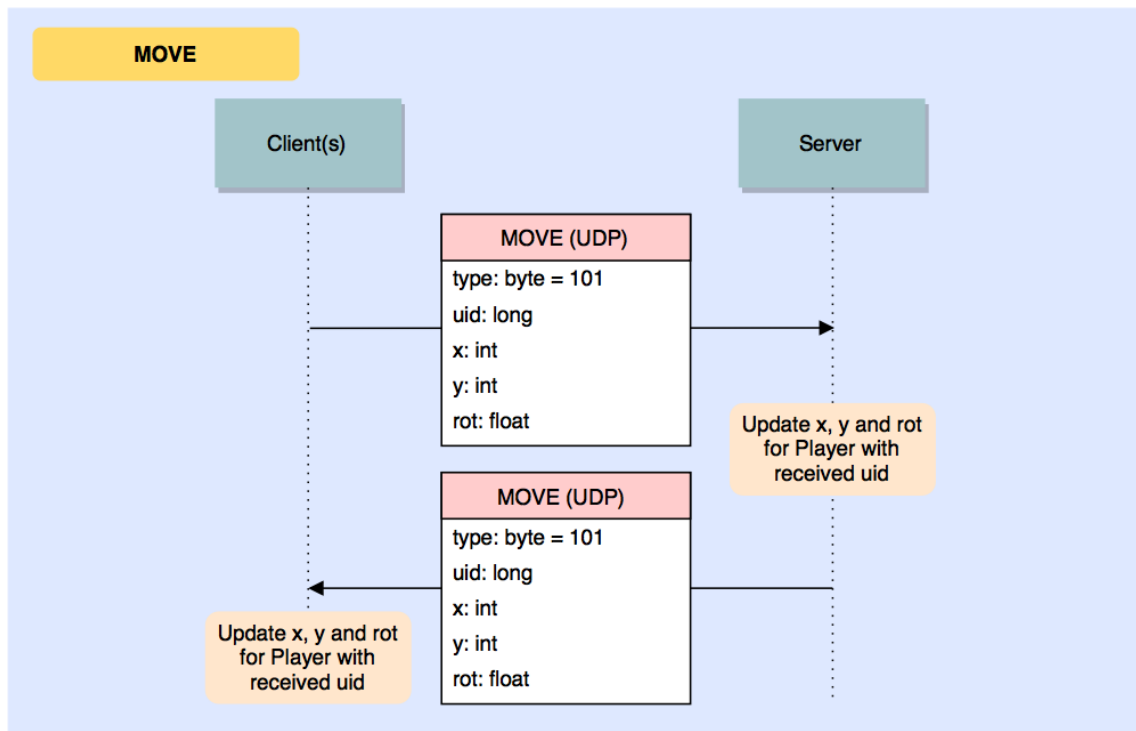 MOVE
Client(s)
Server
MOVE (UDP)
type: byte = 101
uid: long
x: int
y: int
rot: float
Update x, y and rot
for Player with
received uid
MOVE (UDP)
type: byte = 101
uid: long
x: int
y: int
rot: float
Update x, y and rot
for Player with
received uid